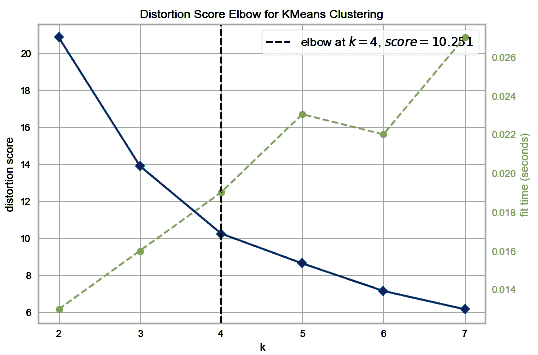 Distortion Score Elbow for KMeans Clustering
elbow at k = 4, score = 10.251
distortion score
20
18
16
14
12
10
8
6
0.026
0.024
0.022
0.020
0.018
0.016
0.014
fit time (seconds)
2 3 4 5 6 7
k